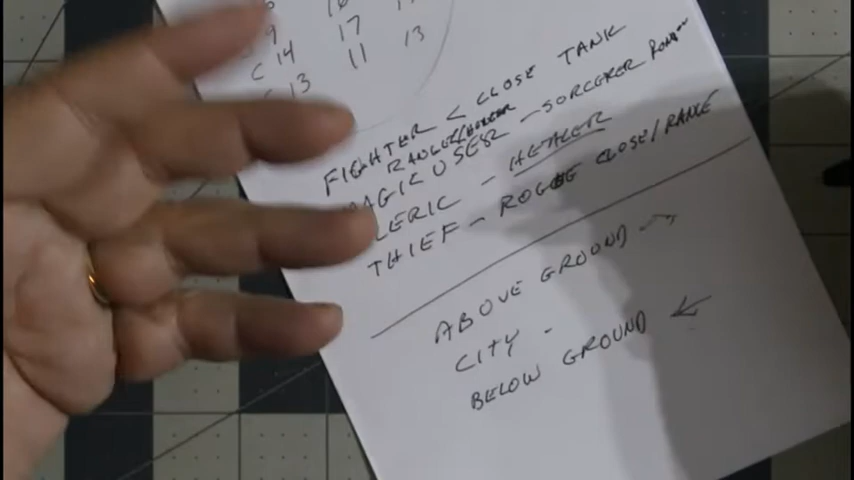 9 17
C 14 11 13
C 13
FIGHTER < CLOSE TANK
RANGER/
MAGIC USER - SORCERER
CLERIC - HEALER
THIEF - ROGUE CLOSE/RANGE
ABOVE GROUND
CITY -
BELOW GROUND ←